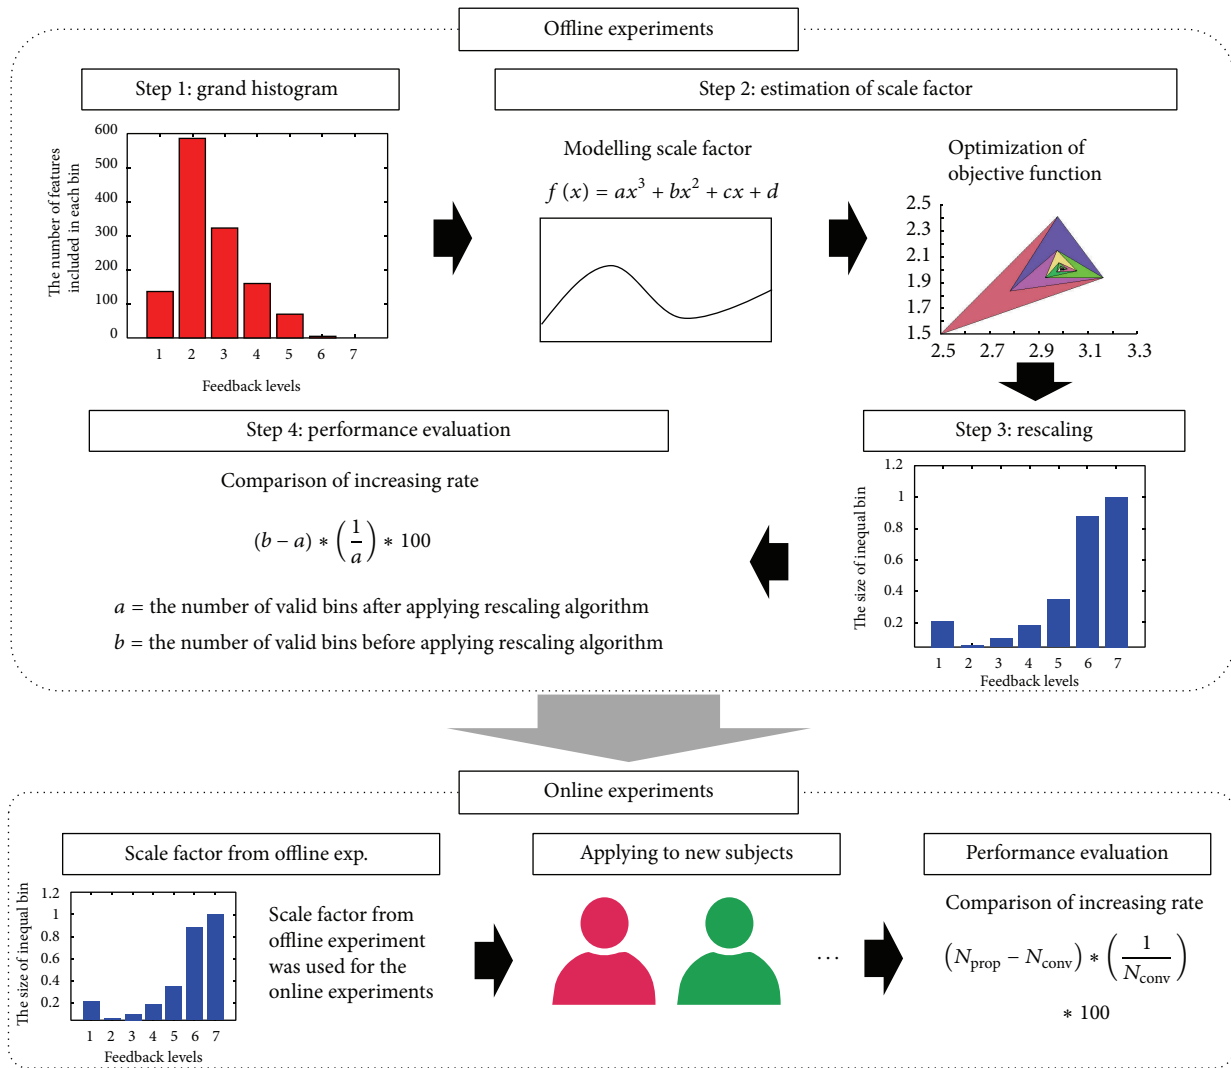 Offline experiments
Step 1: grand histogram
The number of features
included in each bin
600
500
400
300
200
100
0
1 2 3 4 5 6 7
Feedback levels
Step 2: estimation of scale factor
Modelling scale factor
f (x) = ax³ + bx² + cx + d
Optimization of
objective function
2.5
2.3
2.1
1.9
1.7
1.5
2.5 2.7 2.9 3.1 3.3
Step 3: rescaling
The size of inequal bin
1.2
1
0.8
0.6
0.4
0.2
1 2 3 4 5 6 7
Feedback levels
Step 4: performance evaluation
Comparison of increasing rate
(b − a) ∗ (1/a) ∗ 100
a = the number of valid bins after applying rescaling algorithm
b = the number of valid bins before applying rescaling algorithm
Online experiments
Scale factor from offline exp.
The size of inequal bin
1.2
1
0.8
0.6
0.4
0.2
1 2 3 4 5 6 7
Feedback levels
Scale factor from
offline experiment
was used for the
online experiments
Applying to new subjects
...
Performance evaluation
Comparison of increasing rate
(N_prop − N_conv) ∗ (1/N_conv)
∗ 100